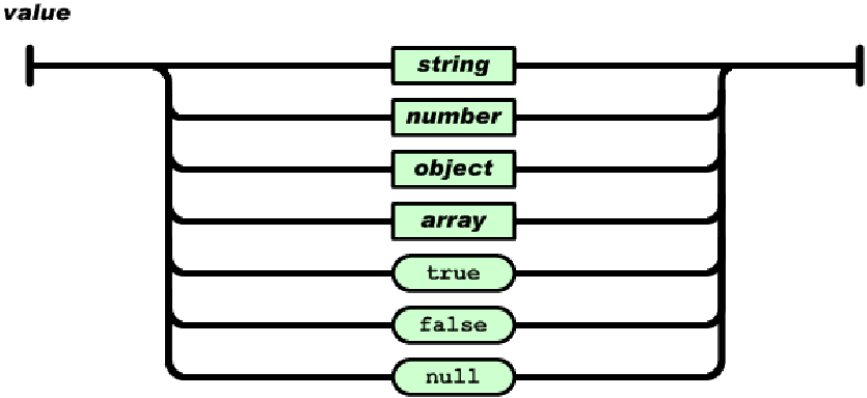 value
string
number
object
array
true
false
null